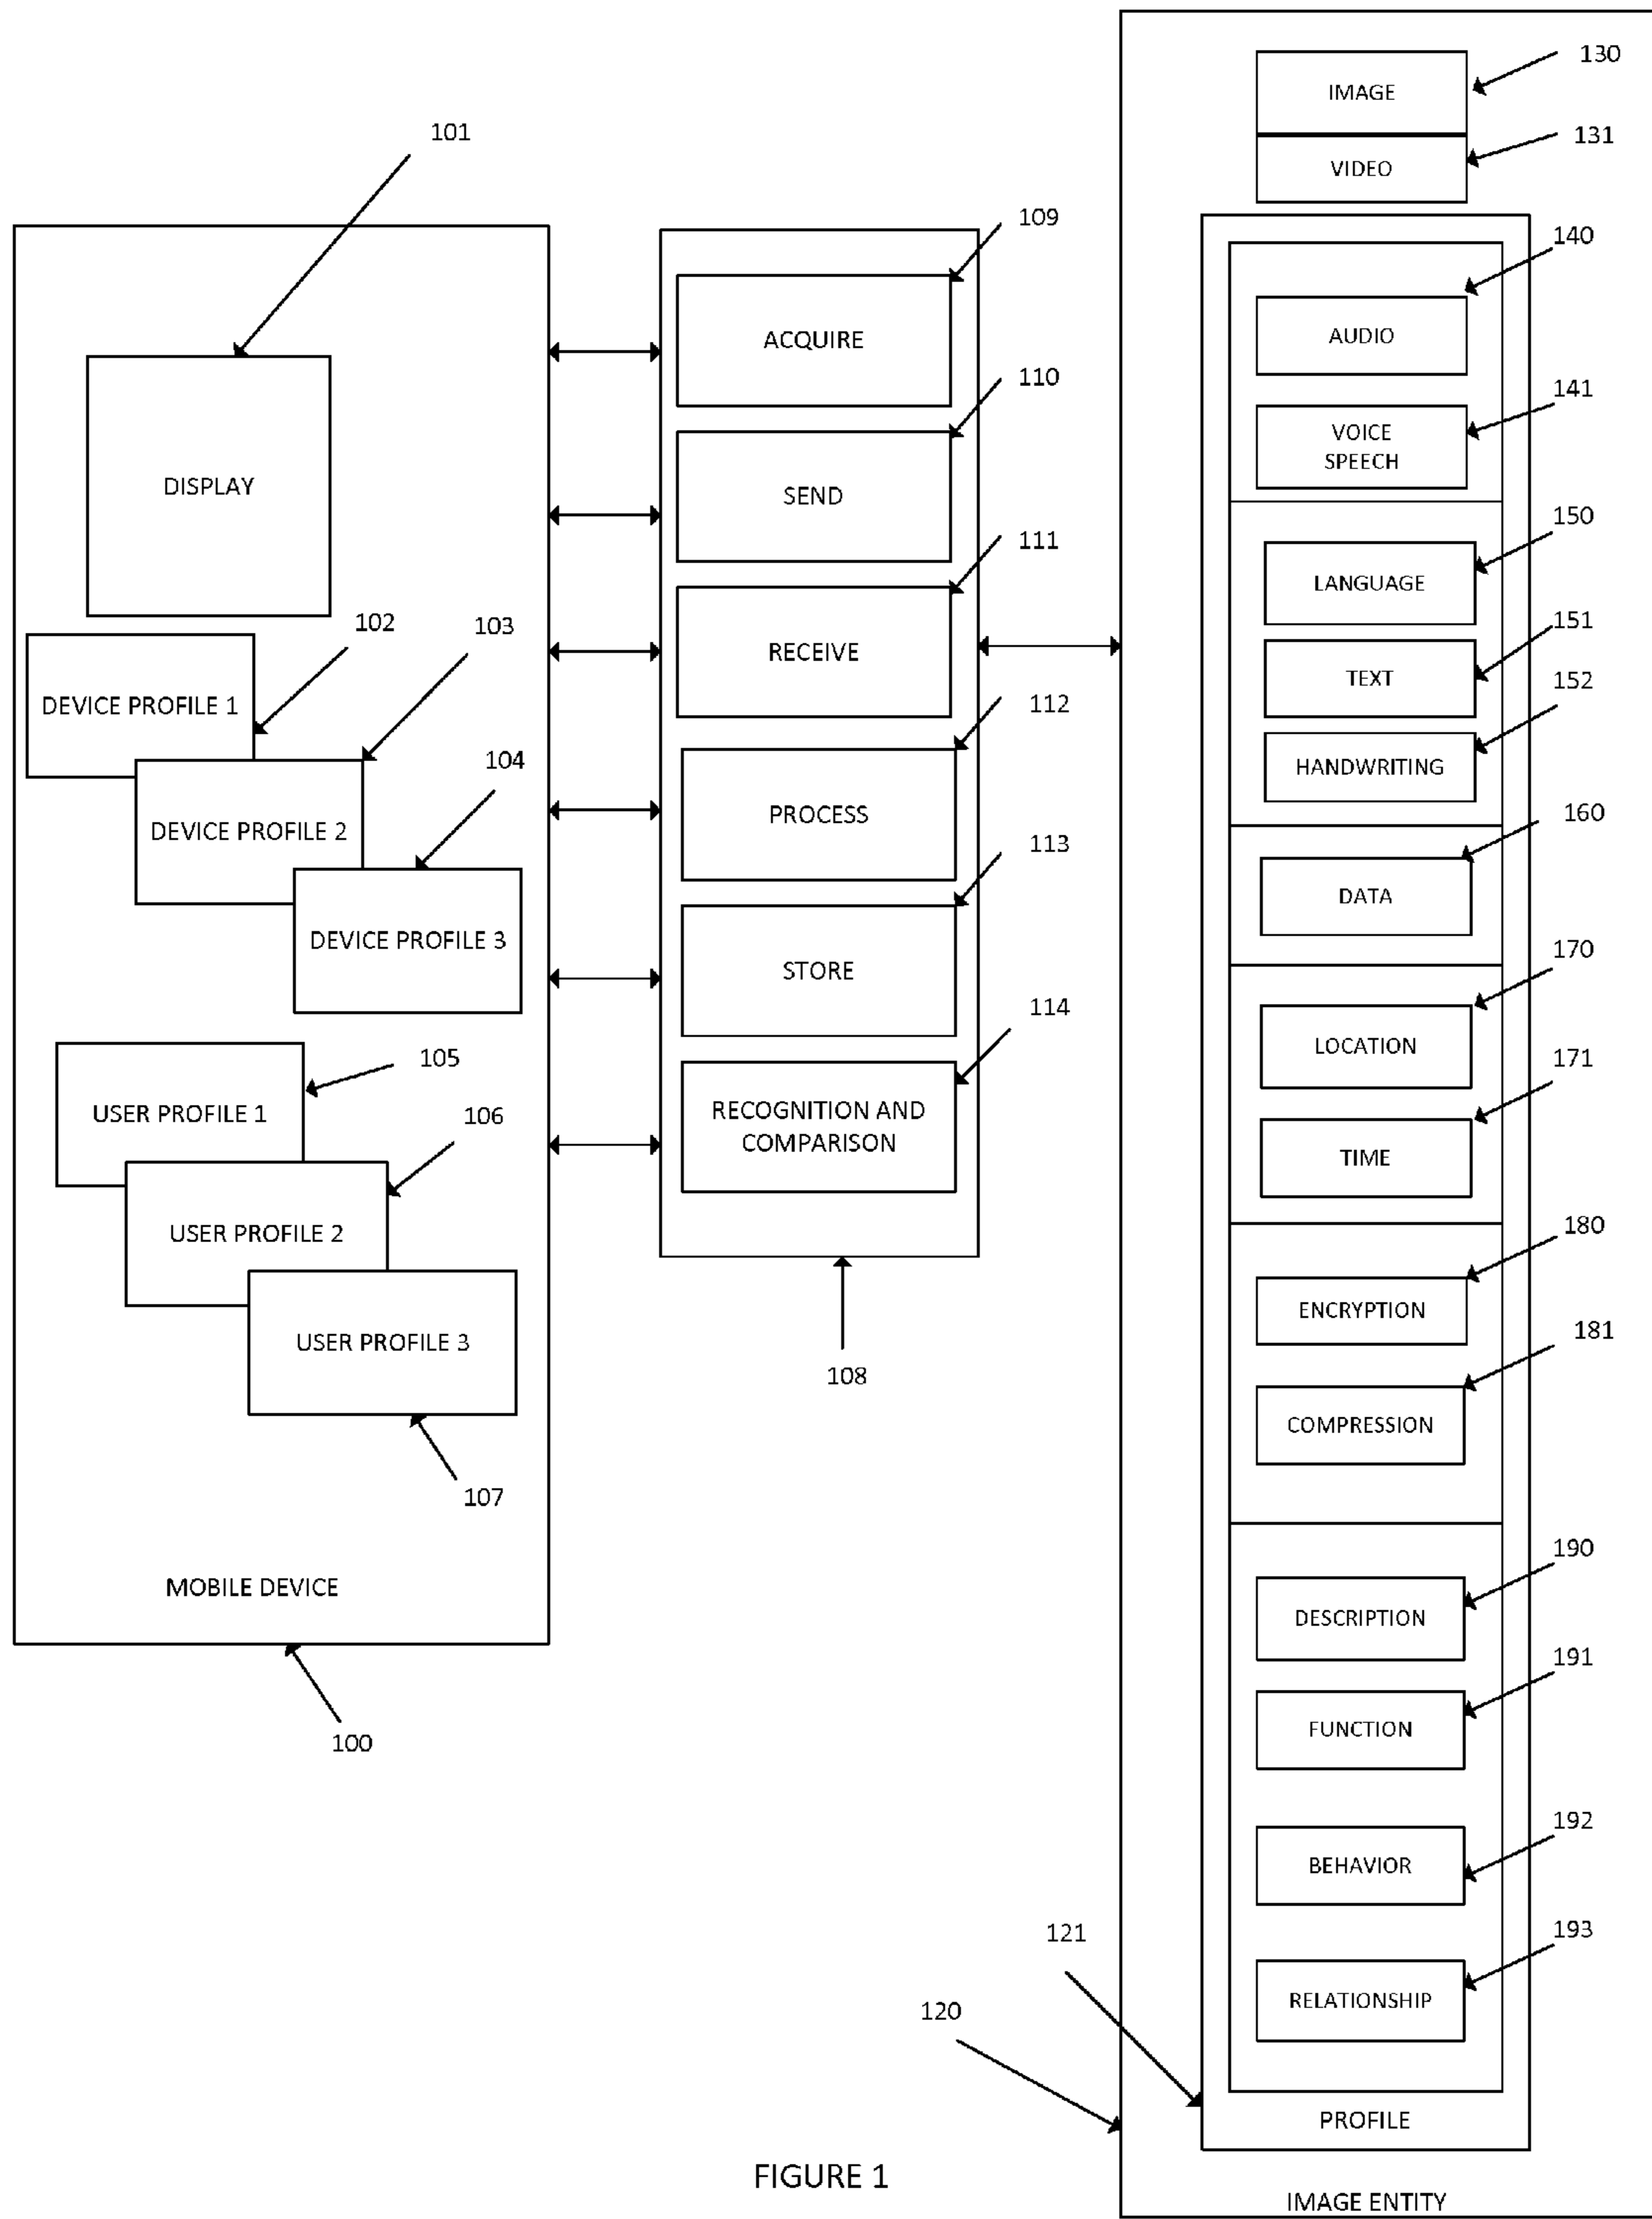 101
DISPLAY
102
103
DEVICE PROFILE 1
104
DEVICE PROFILE 2
DEVICE PROFILE 3
105
USER PROFILE 1
106
USER PROFILE 2
USER PROFILE 3
107
MOBILE DEVICE
100
109
ACQUIRE
110
SEND
111
RECEIVE
112
PROCESS
113
STORE
114
RECOGNITION AND
COMPARISON
108
130
IMAGE
131
VIDEO
140
AUDIO
141
VOICE
SPEECH
150
LANGUAGE
151
TEXT
152
HANDWRITING
160
DATA
170
LOCATION
171
TIME
180
ENCRYPTION
181
COMPRESSION
190
DESCRIPTION
191
FUNCTION
192
BEHAVIOR
193
RELATIONSHIP
121
120
PROFILE
IMAGE ENTITY
FIGURE 1